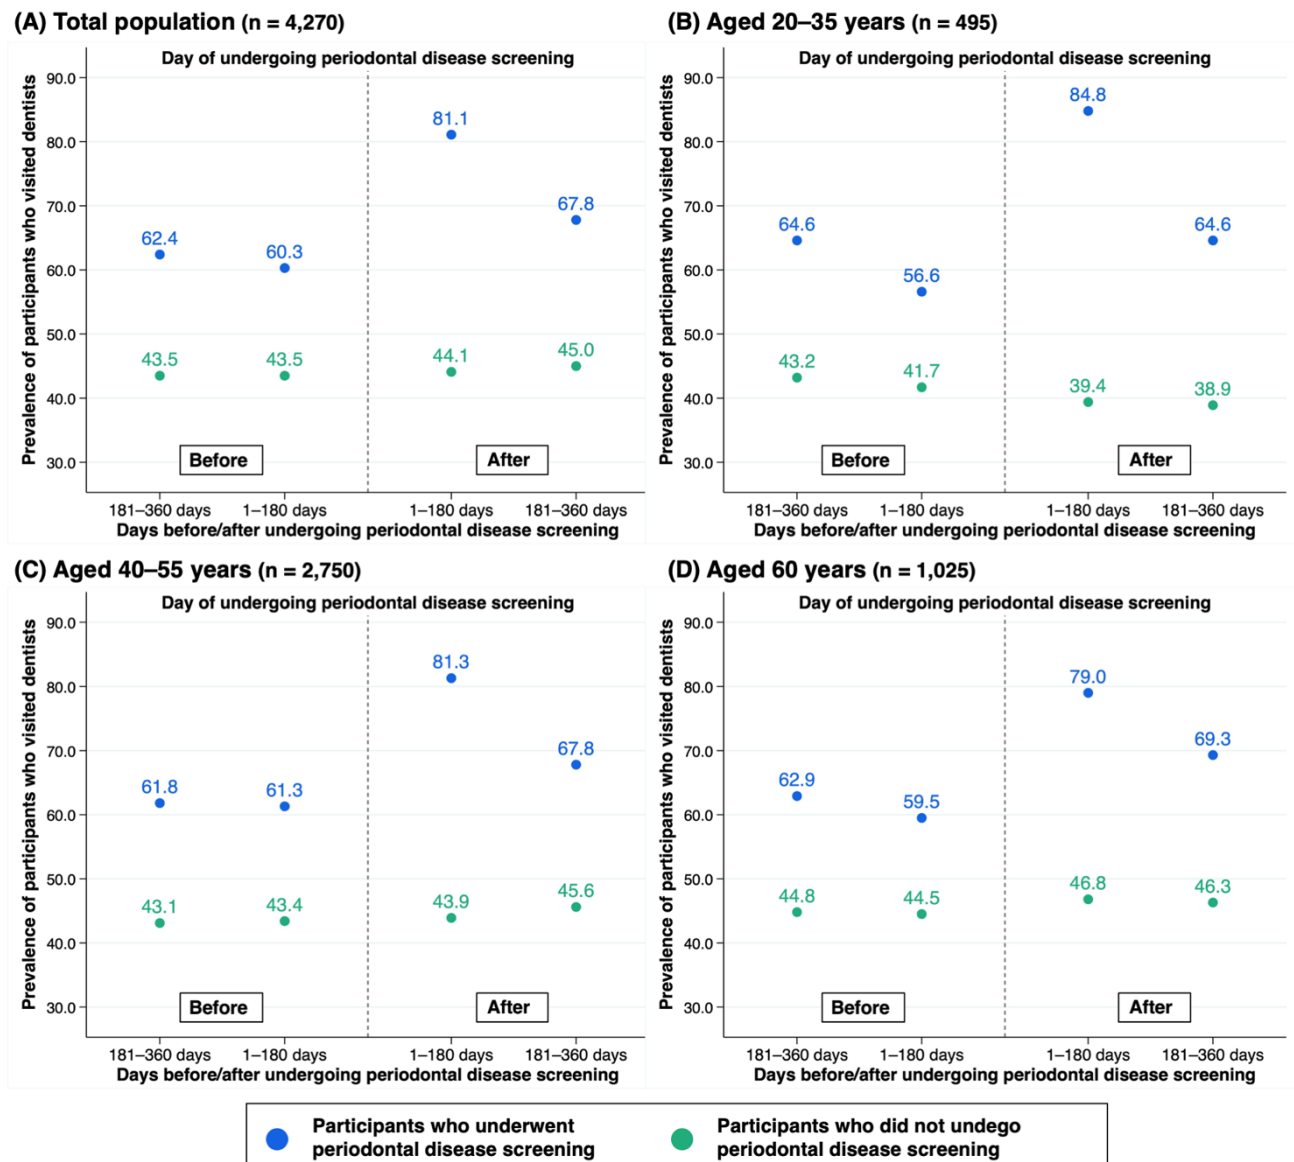 (A) Total population (n = 4,270)
Day of undergoing periodontal disease screening
Prevalence of participants who visited dentists
90.0
80.0
70.0
60.0
50.0
40.0
30.0
62.4
60.3
81.1
67.8
43.5
43.5
44.1
45.0
Before
After
181–360 days
1–180 days
1–180 days
181–360 days
Days before/after undergoing periodontal disease screening
(B) Aged 20–35 years (n = 495)
Day of undergoing periodontal disease screening
Prevalence of participants who visited dentists
90.0
80.0
70.0
60.0
50.0
40.0
30.0
64.6
56.6
84.8
64.6
43.2
41.7
39.4
38.9
Before
After
181–360 days
1–180 days
1–180 days
181–360 days
Days before/after undergoing periodontal disease screening
(C) Aged 40–55 years (n = 2,750)
Day of undergoing periodontal disease screening
Prevalence of participants who visited dentists
90.0
80.0
70.0
60.0
50.0
40.0
30.0
61.8
61.3
81.3
67.8
43.1
43.4
43.9
45.6
Before
After
181–360 days
1–180 days
1–180 days
181–360 days
Days before/after undergoing periodontal disease screening
(D) Aged 60 years (n = 1,025)
Day of undergoing periodontal disease screening
Prevalence of participants who visited dentists
90.0
80.0
70.0
60.0
50.0
40.0
30.0
62.9
59.5
79.0
69.3
44.8
44.5
46.8
46.3
Before
After
181–360 days
1–180 days
1–180 days
181–360 days
Days before/after undergoing periodontal disease screening
Participants who underwent
periodontal disease screening
Participants who did not undego
periodontal disease screening